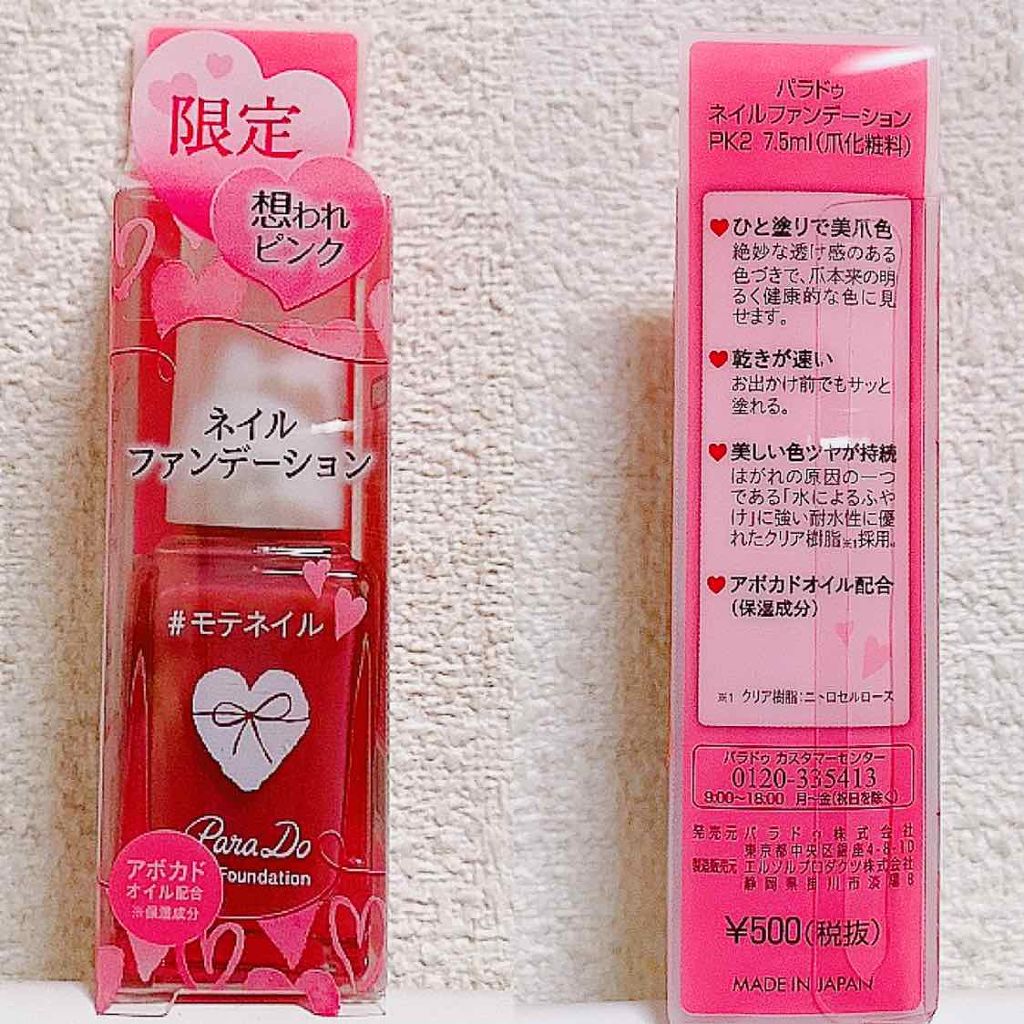 限定
想われ
ピンク
ネイル
ファンデーション
#モテネイル
Para Do
Foundation
アボカド
オイル配合
※保湿成分
パラドゥ
ネイルファンデーション
PK2 7.5ml(爪化粧料)
ひと塗りで美爪色
絶妙な透け感のある
色づきで、爪本来の明
るく健康的な色に見
せます。
乾きが速い
お出かけ前でもサッと
塗れる。
美しい色ツヤが持続
はがれの原因の一つ
である「水によるふや
け」に強い耐水性に優
れたクリア樹脂※1採用。
アボカドオイル配合
(保湿成分)
※1 クリア樹脂:ニトロセルロース
パラドゥ カスタマーセンター
0120-335413
9:00~18:00 月~金(祝日を除く)
発売元 パラドゥ株式会社
東京都中央区銀座4-8-10
製造販売元 エルソルプロダクツ株式会社
静岡県掛川市淡陽8
¥500(税抜)
MADE IN JAPAN